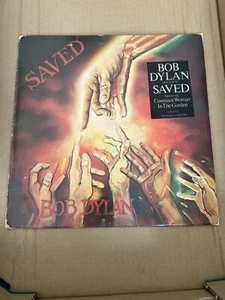 SAVED
BOB DYLAN
BOB
DYLAN
SAVED
Covenant Woman
In The Garden